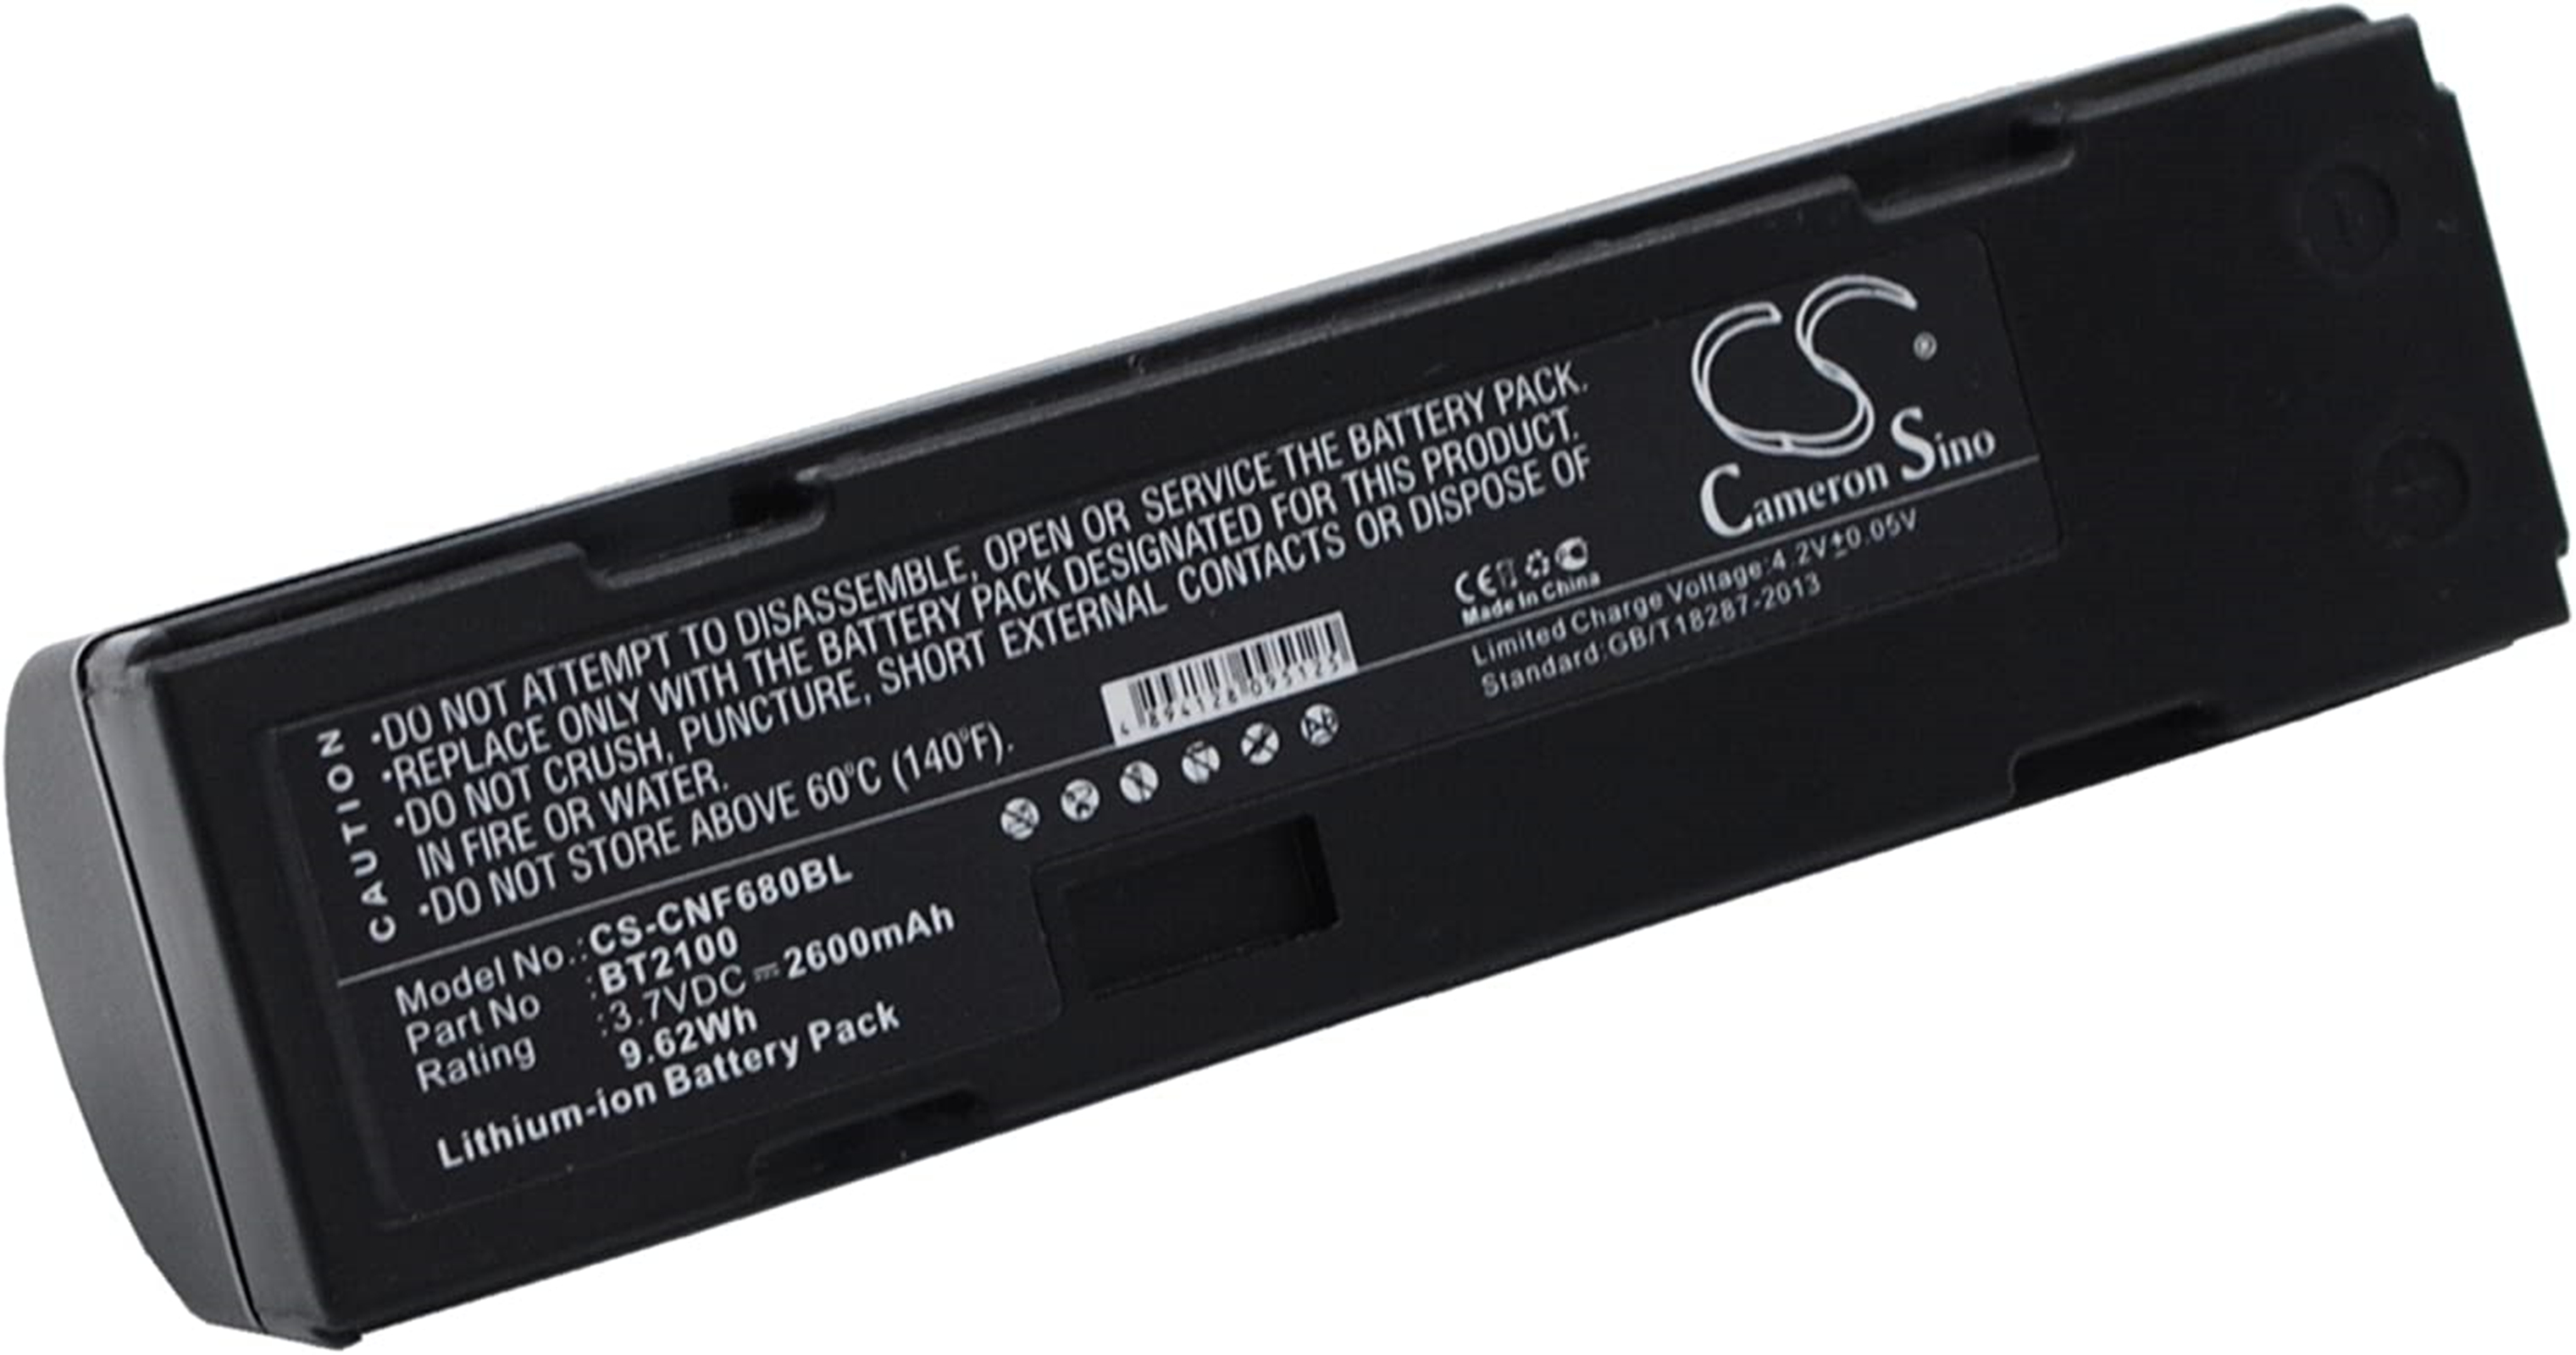 CAUTION
•DO NOT ATTEMPT TO DISASSEMBLE, OPEN OR SERVICE THE BATTERY PACK.
•REPLACE ONLY WITH THE BATTERY PACK DESIGNATED FOR THIS PRODUCT.
•DO NOT CRUSH, PUNCTURE, SHORT EXTERNAL CONTACTS OR DISPOSE OF
IN FIRE OR WATER.
•DO NOT STORE ABOVE 60°C (140°F).
CS®
Cameron Sino
CE
Made In China
4 894128 095123
Limited Charge Voltage:4.2V±0.05V
Standard:GB/T18287-2013
Model No.:CS-CNF680BL
Part No :BT2100
Rating :3.7VDC⎓2600mAh
9.62Wh
Lithium-ion Battery Pack